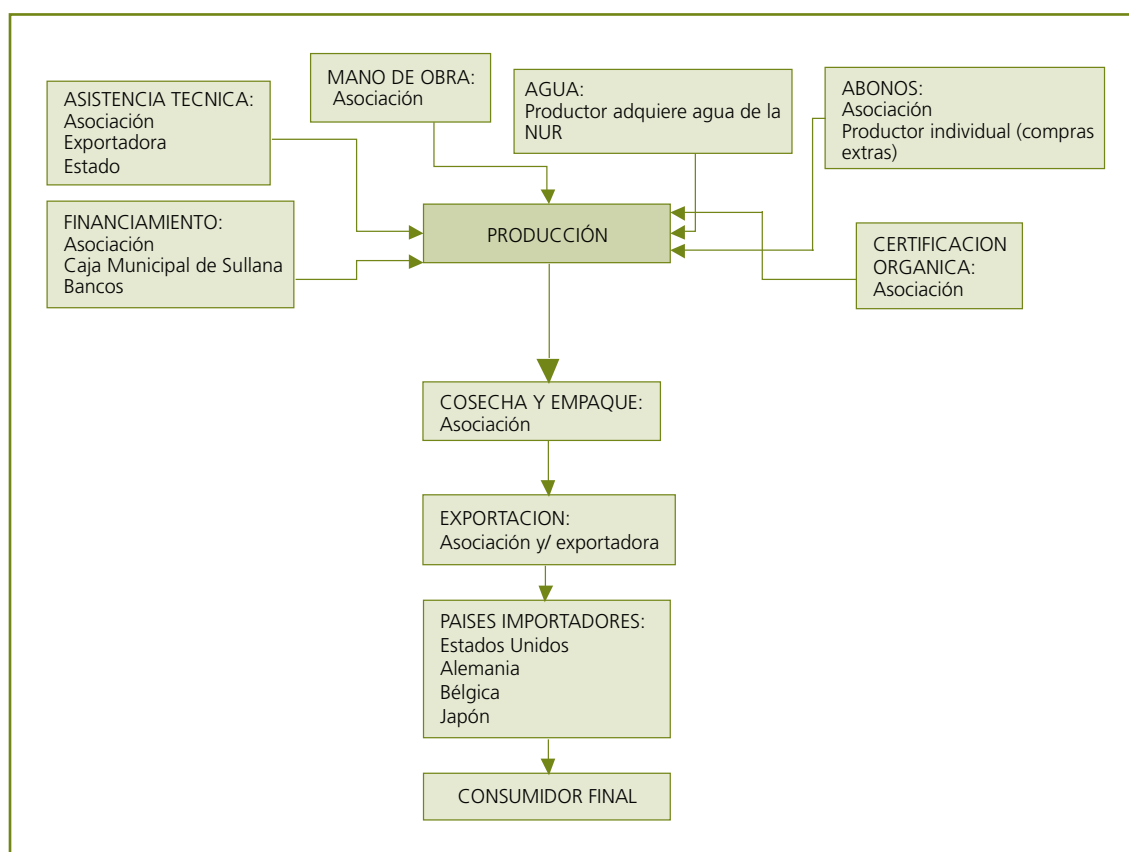 ASISTENCIA TECNICA:
Asociación
Exportadora
Estado
MANO DE OBRA:
Asociación
AGUA:
Productor adquiere agua de la
NUR
ABONOS:
Asociación
Productor individual (compras
extras)
FINANCIAMIENTO:
Asociación
Caja Municipal de Sullana
Bancos
PRODUCCIÓN
CERTIFICACION
ORGANICA:
Asociación
COSECHA Y EMPAQUE:
Asociación
EXPORTACION:
Asociación y/ exportadora
PAISES IMPORTADORES:
Estados Unidos
Alemania
Bélgica
Japón
CONSUMIDOR FINAL